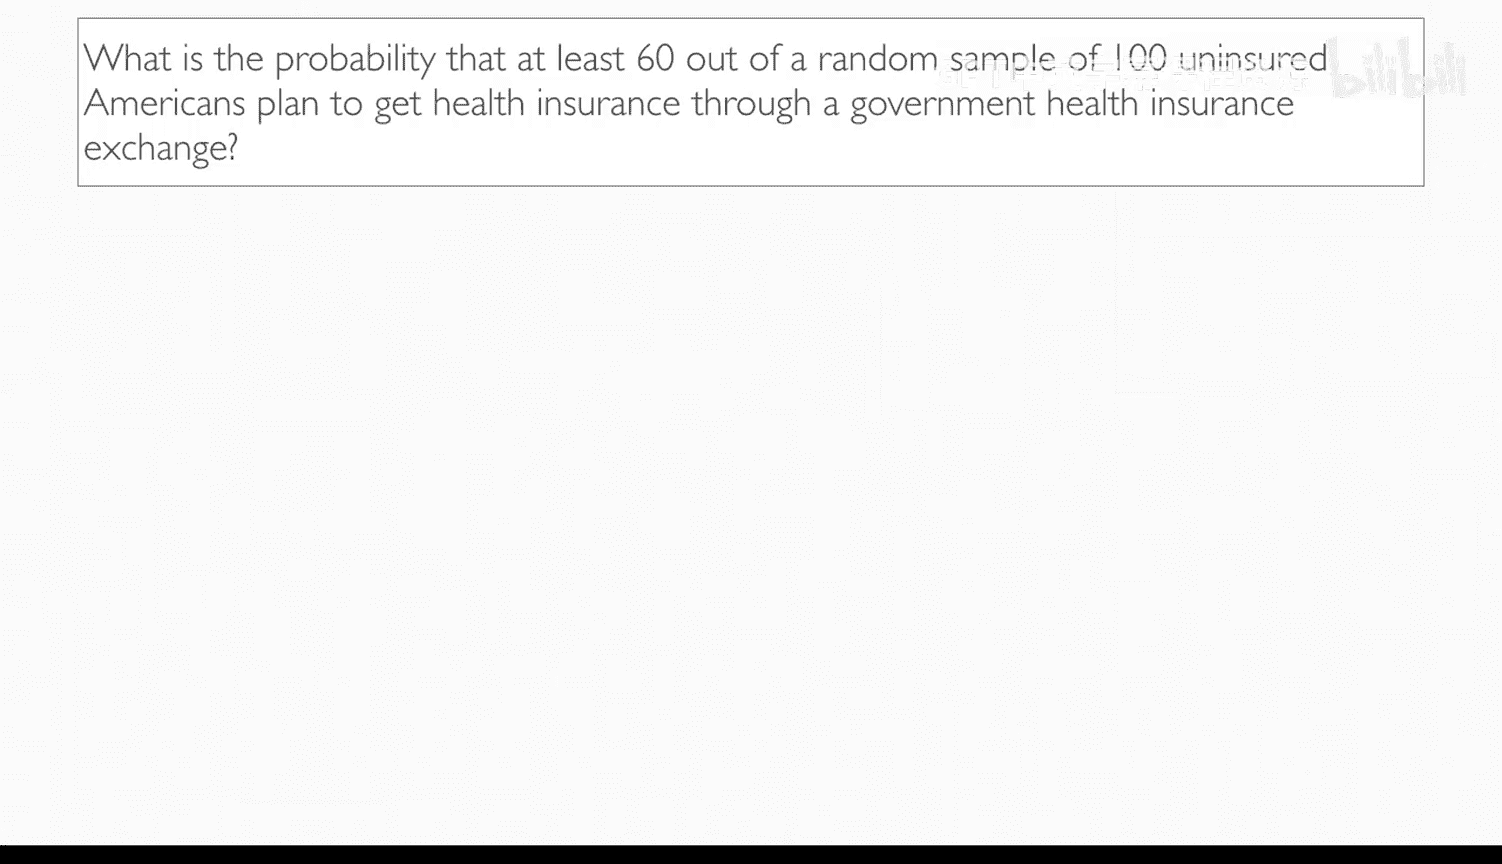 What is the probability that at least 60 out of a random sample of 100 uninsured
Americans plan to get health insurance through a government health insurance
exchange?
bilibili